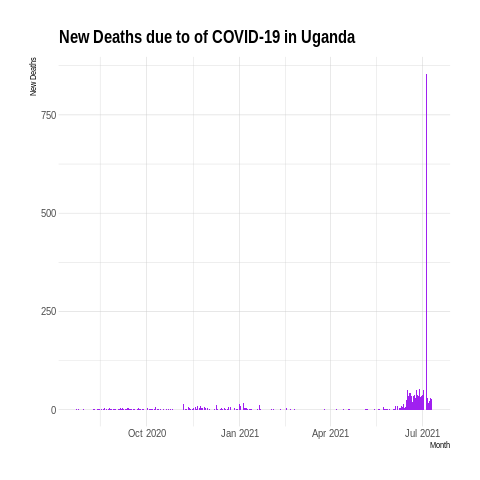 New Deaths due to of COVID-19 in Uganda
New Deaths
750
500
250
0
Oct 2020 Jan 2021 Apr 2021 Jul 2021
Month